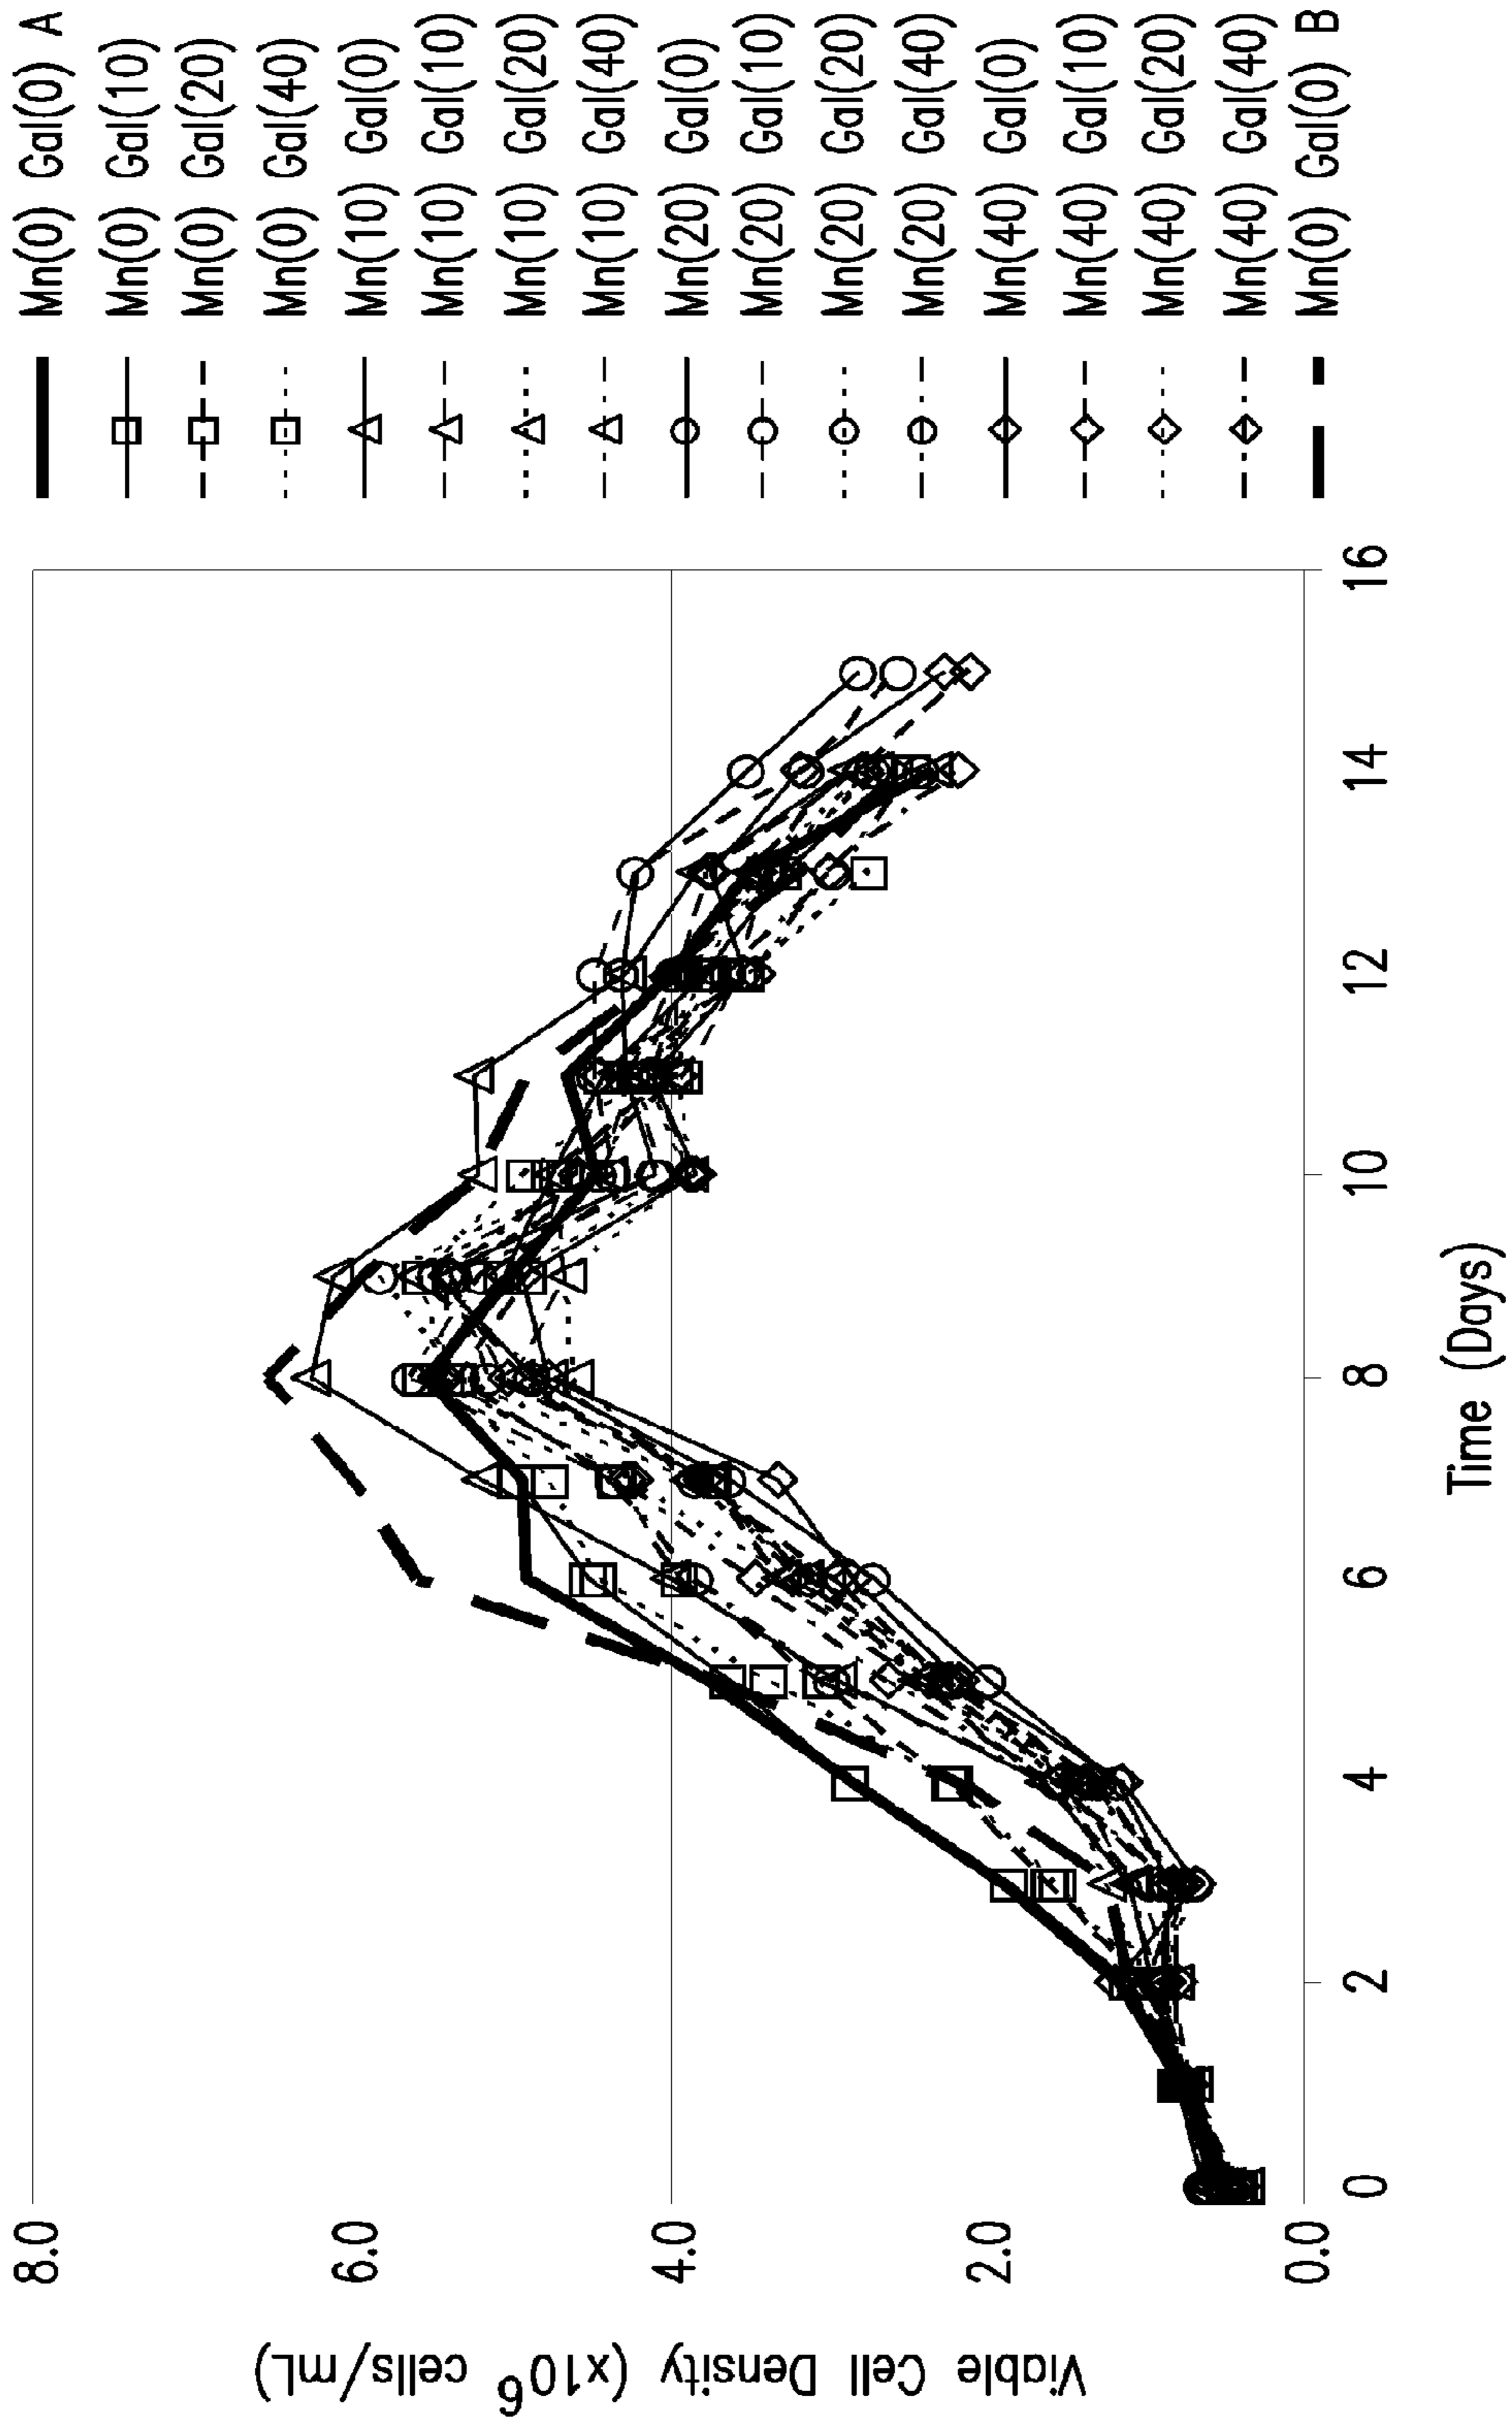 Viable Cell Density (x10⁶ cells/mL)
8.0
6.0
4.0
2.0
0.0
0 2 4 6 8 10 12 14 16
Time (Days)
Mn(0) Gal(0) A
Mn(0) Gal(10)
Mn(0) Gal(20)
Mn(0) Gal(40)
Mn(10) Gal(0)
Mn(10) Gal(10)
Mn(10) Gal(20)
Mn(10) Gal(40)
Mn(20) Gal(0)
Mn(20) Gal(10)
Mn(20) Gal(20)
Mn(20) Gal(40)
Mn(40) Gal(0)
Mn(40) Gal(10)
Mn(40) Gal(20)
Mn(40) Gal(40)
Mn(0) Gal(0) B